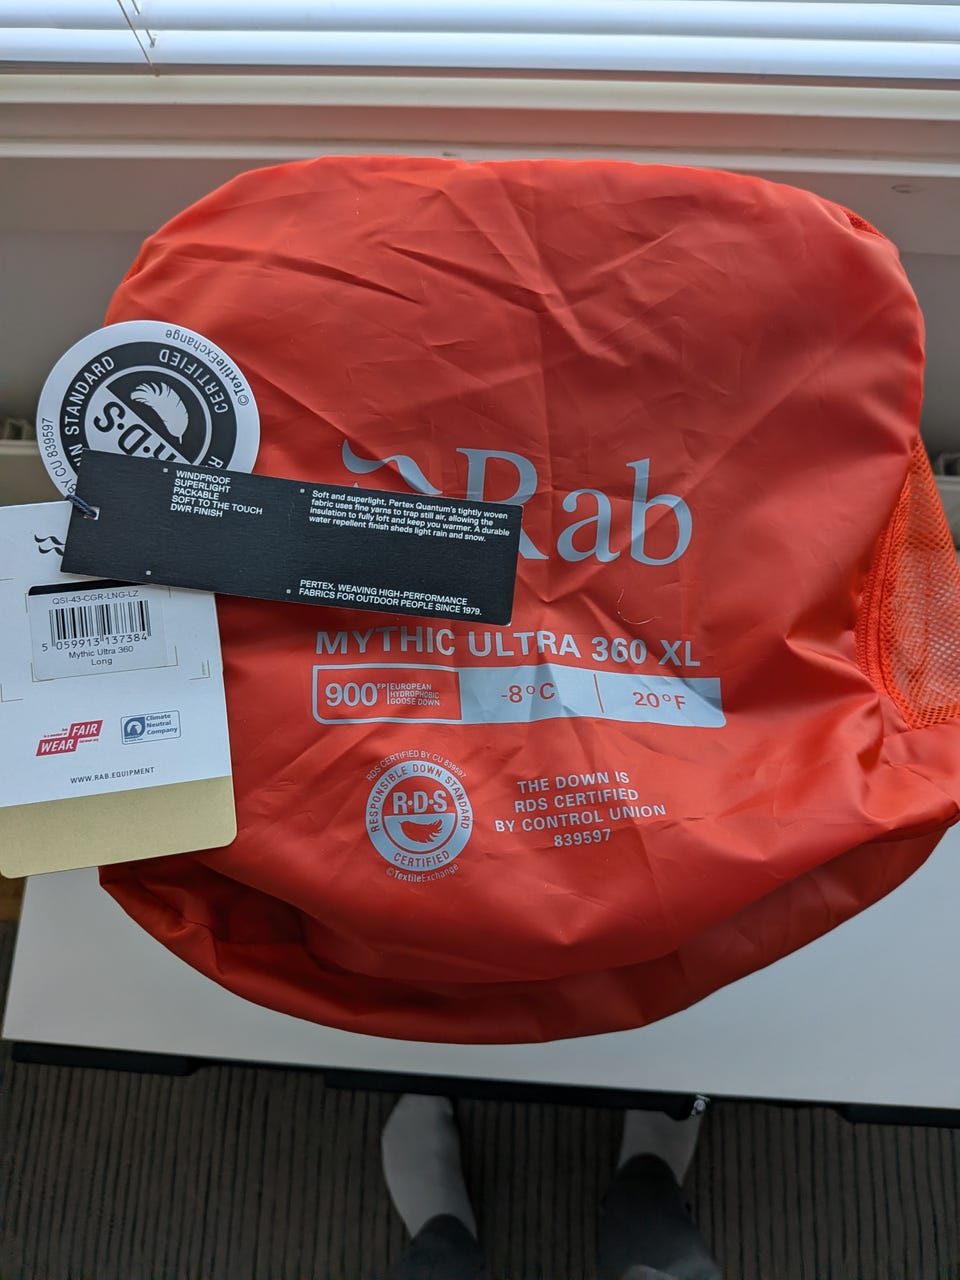 ©TextileExchange
CERTIFIED
STANDARD
BY CU 839597
R·D·S
WINDPROOF
SUPERLIGHT
PACKABLE
SOFT TO THE TOUCH
DWR FINISH
Soft and superlight, Pertex Quantum's tightly woven
fabric uses fine yarns to trap still air, allowing the
insulation to fully loft and keep you warmer. A durable
water repellent finish sheds light rain and snow.
PERTEX, WEAVING HIGH-PERFORMANCE
FABRICS FOR OUTDOOR PEOPLE SINCE 1979.
QSI-43-CGR-LNG-LZ
5 059913 137384
Mythic Ultra 360
Long
FAIR
WEAR
Climate
Neutral
Company
WWW.RAB.EQUIPMENT
Rab
MYTHIC ULTRA 360 XL
900FP EUROPEAN
HYDROPHOBIC
GOOSE DOWN
-8°C
20°F
RDS CERTIFIED BY CU 839597
RESPONSIBLE DOWN STANDARD
R·D·S
CERTIFIED
©TextileExchange
THE DOWN IS
RDS CERTIFIED
BY CONTROL UNION
839597